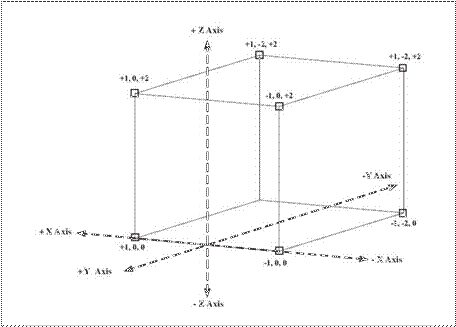 + Z Axis
+1, -2, +2
+1, -2, +2
+1, 0, +2
-1, 0, +2
-Y Axis
+X Axis
+1, 0, 0
-2, 0
-1, 0, 0
- X Axis
+Y Axis
- Z Axis